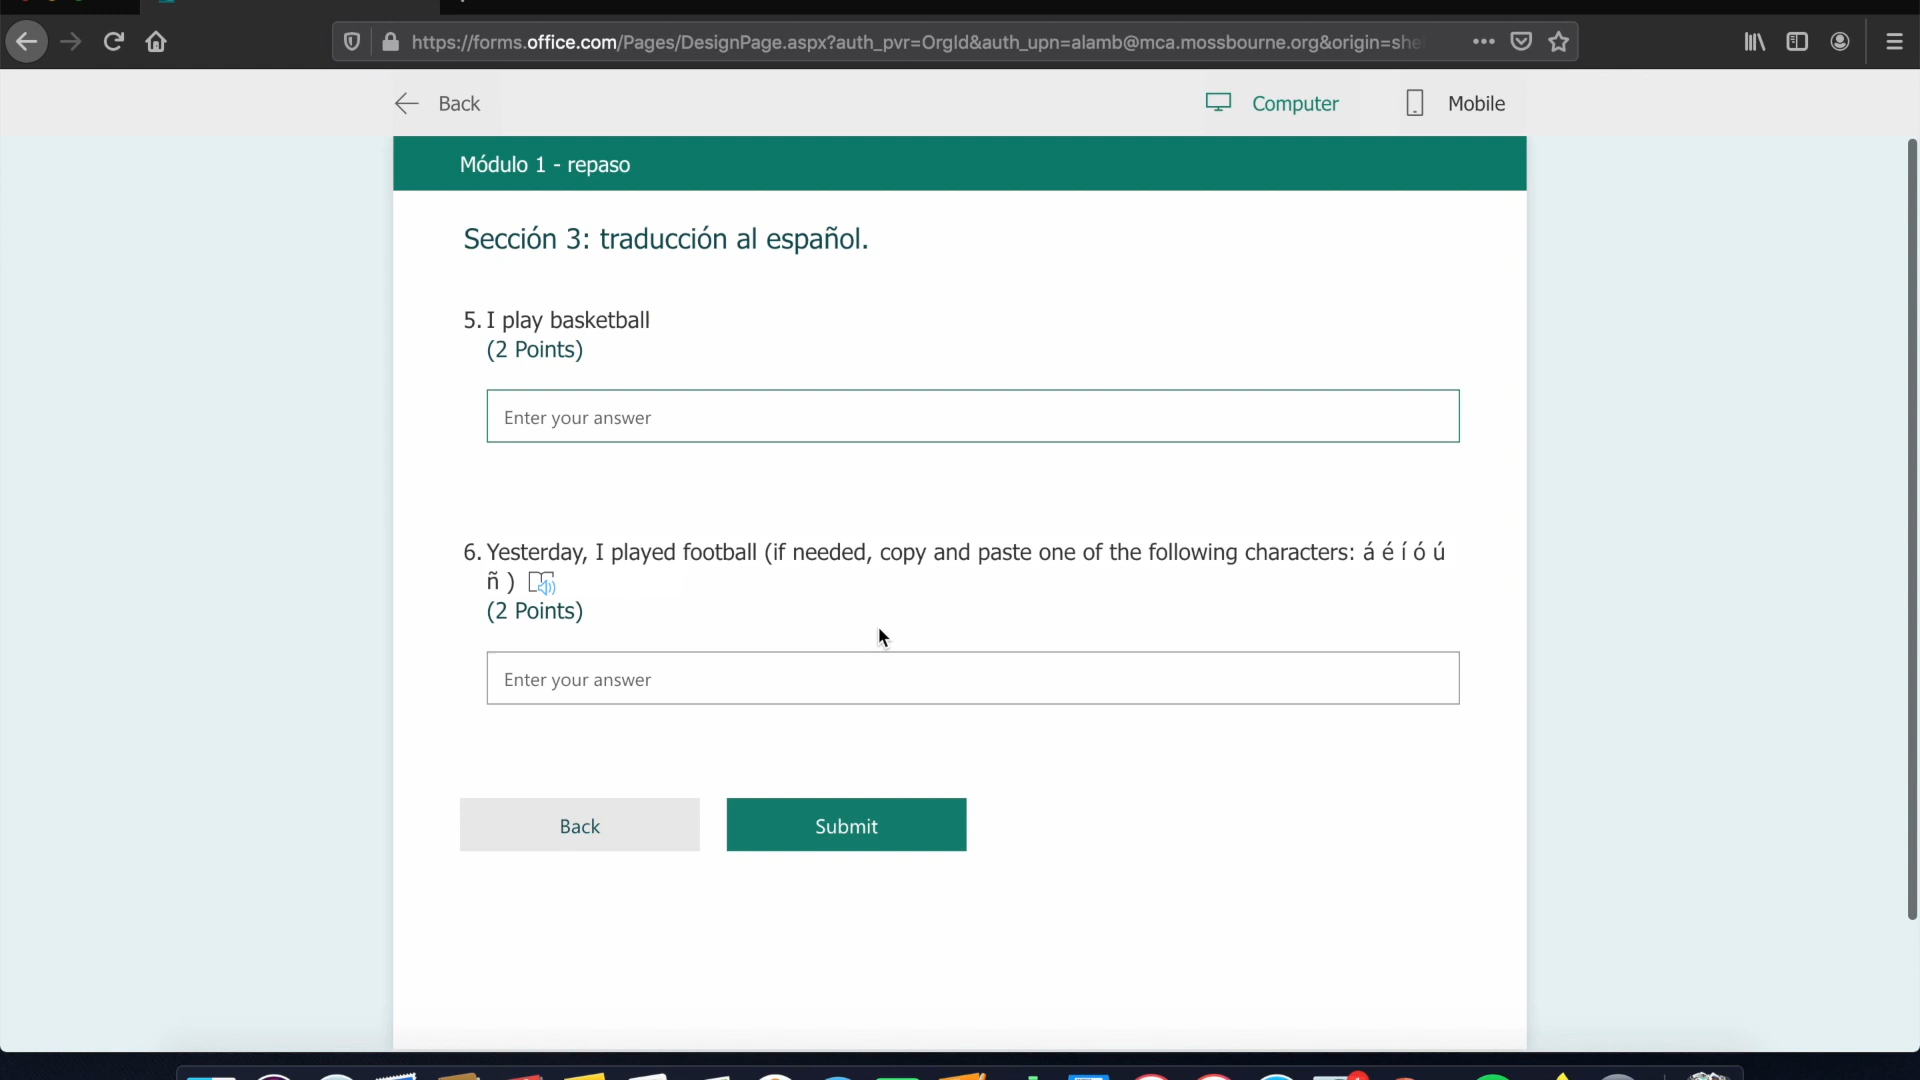 https://forms.office.com/Pages/DesignPage.aspx?auth_pvr=OrgId&auth_upn=alamb@mca.mossbourne.org&origin=she
Back
Computer
Mobile
Módulo 1 - repaso
Sección 3: traducción al español.
5. I play basketball
(2 Points)
Enter your answer
6. Yesterday, I played football (if needed, copy and paste one of the following characters: á é í ó ú
ñ )
(2 Points)
Enter your answer
Back
Submit